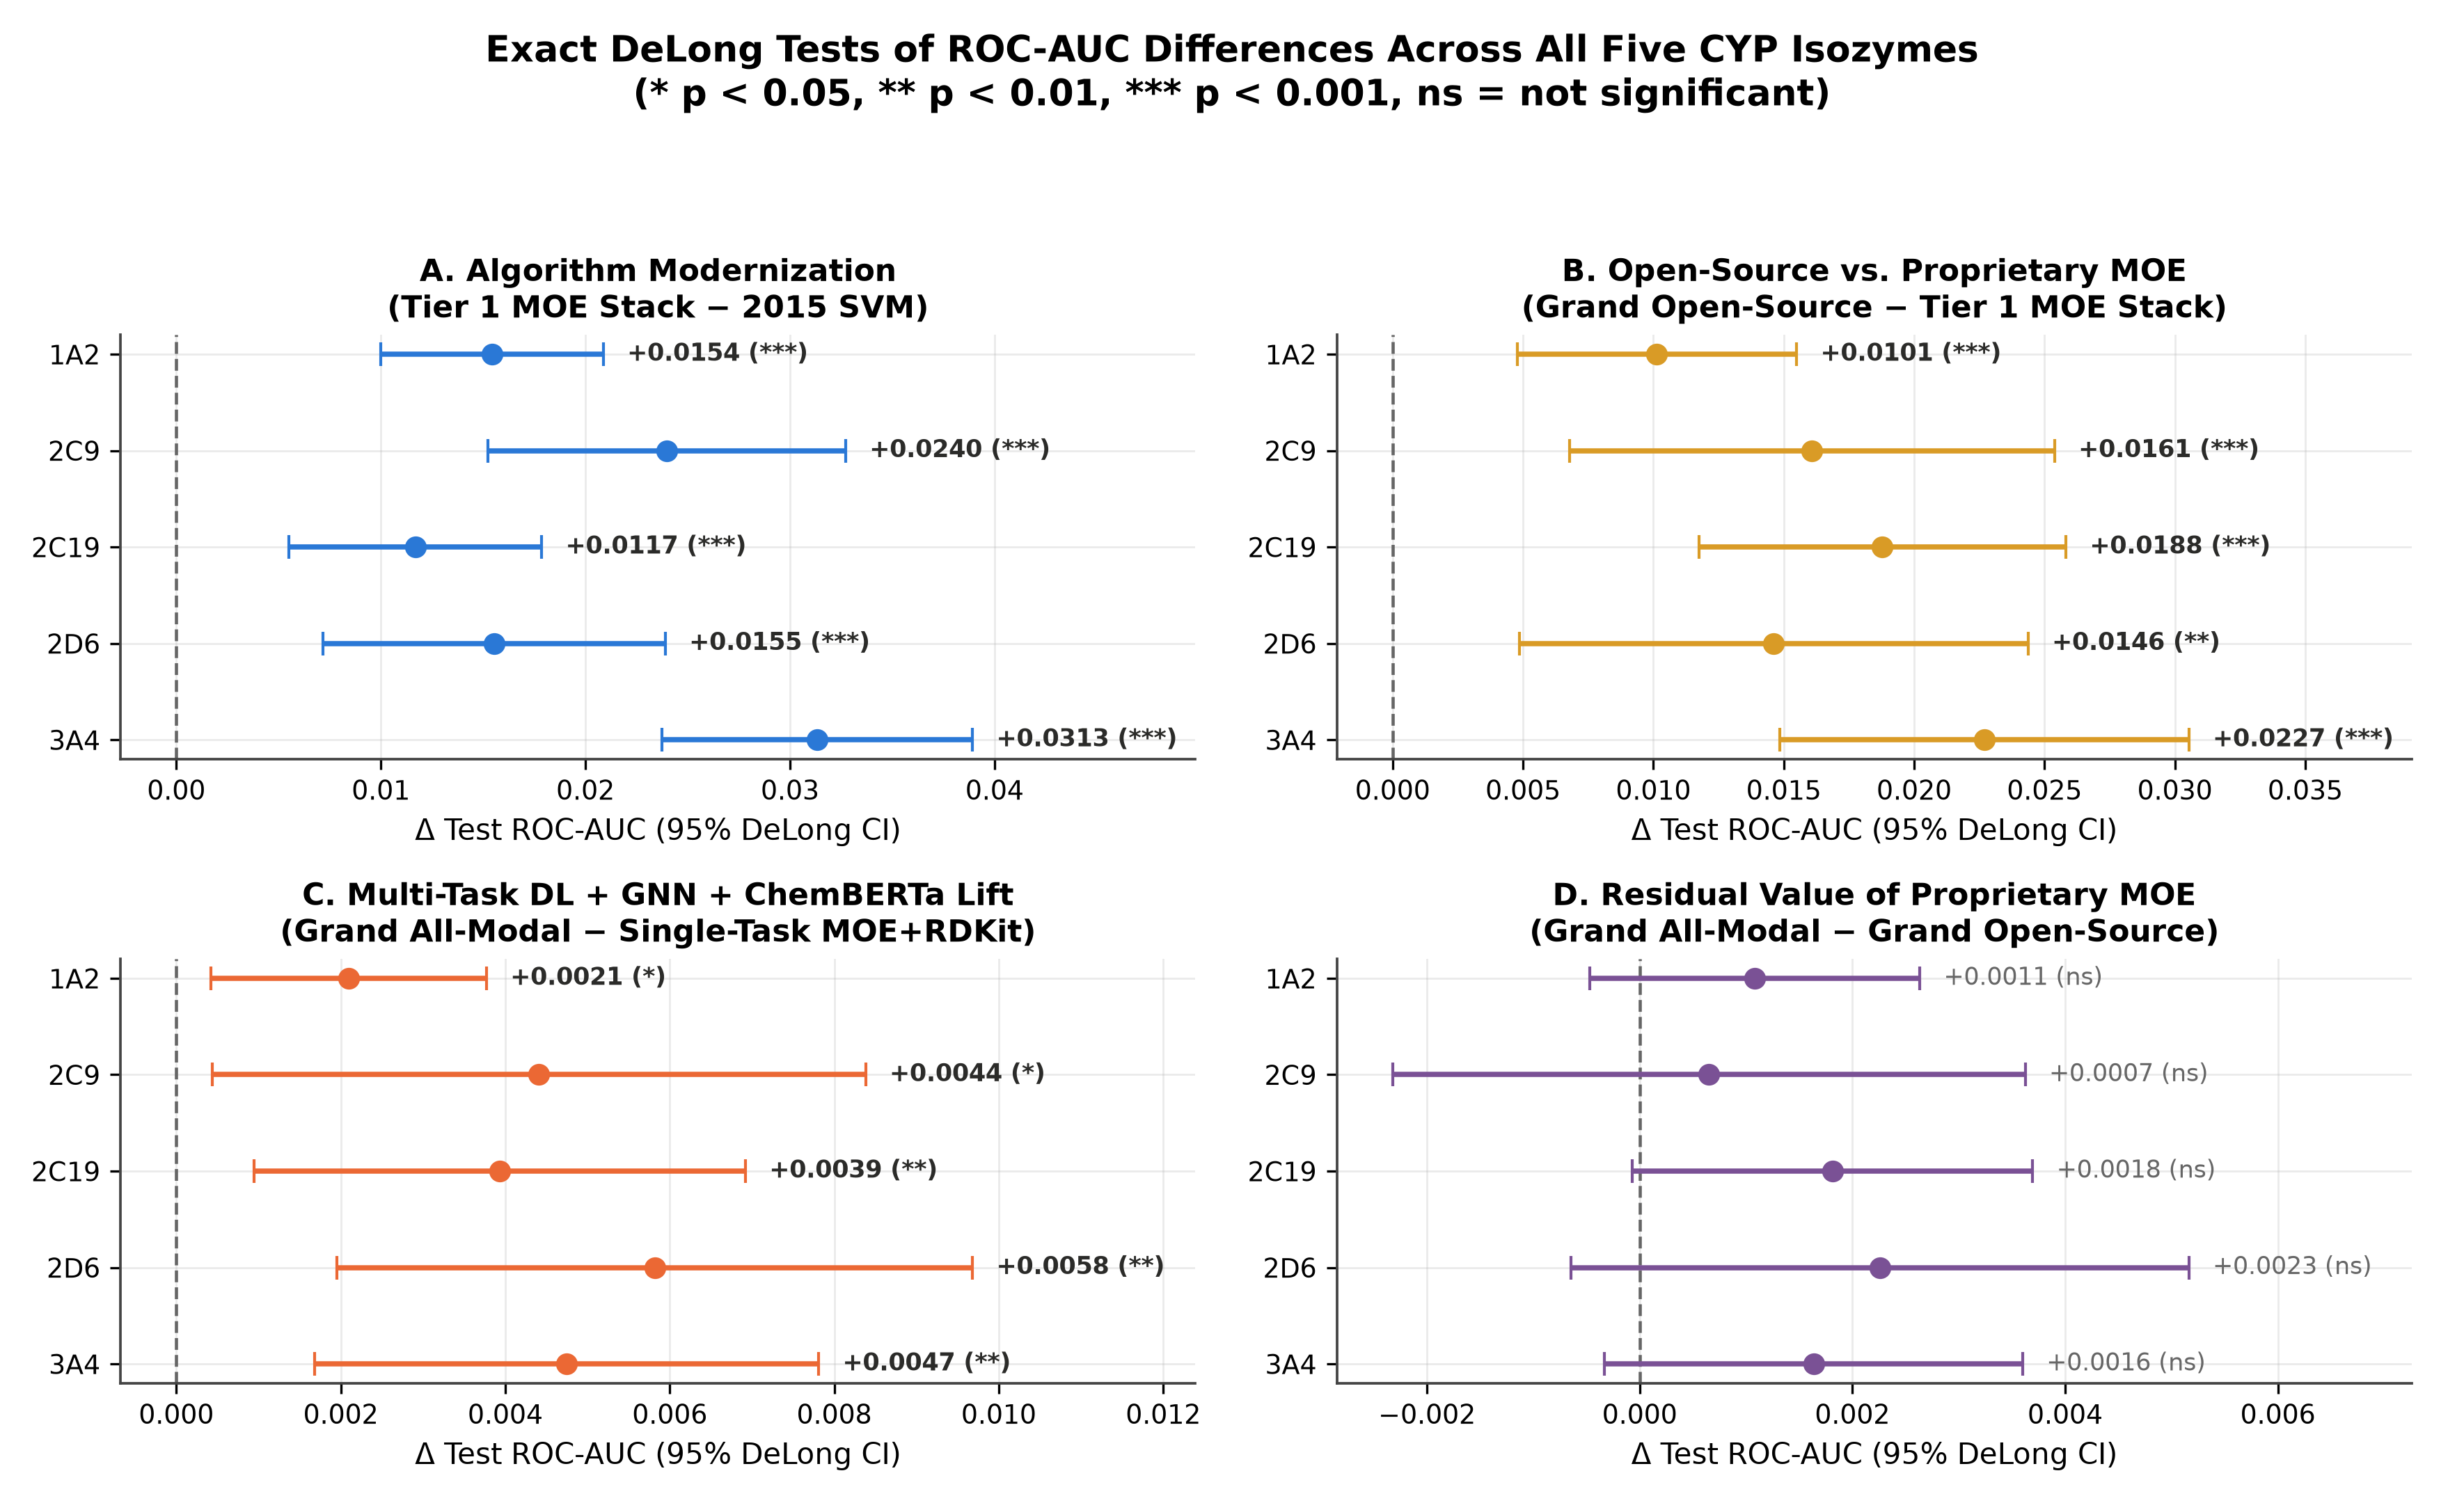 Exact DeLong Tests of ROC-AUC Differences Across All Five CYP Isozymes
(* p < 0.05, ** p < 0.01, *** p < 0.001, ns = not significant)
A. Algorithm Modernization
(Tier 1 MOE Stack − 2015 SVM)
1A2
+0.0154 (***)
2C9
+0.0240 (***)
2C19
+0.0117 (***)
2D6
+0.0155 (***)
3A4
+0.0313 (***)
0.00 0.01 0.02 0.03 0.04
Δ Test ROC-AUC (95% DeLong CI)
B. Open-Source vs. Proprietary MOE
(Grand Open-Source − Tier 1 MOE Stack)
1A2
+0.0101 (***)
2C9
+0.0161 (***)
2C19
+0.0188 (***)
2D6
+0.0146 (**)
3A4
+0.0227 (***)
0.000 0.005 0.010 0.015 0.020 0.025 0.030 0.035
Δ Test ROC-AUC (95% DeLong CI)
C. Multi-Task DL + GNN + ChemBERTa Lift
(Grand All-Modal − Single-Task MOE+RDKit)
1A2
+0.0021 (*)
2C9
+0.0044 (*)
2C19
+0.0039 (**)
2D6
+0.0058 (**)
3A4
+0.0047 (**)
0.000 0.002 0.004 0.006 0.008 0.010 0.012
Δ Test ROC-AUC (95% DeLong CI)
D. Residual Value of Proprietary MOE
(Grand All-Modal − Grand Open-Source)
1A2
+0.0011 (ns)
2C9
+0.0007 (ns)
2C19
+0.0018 (ns)
2D6
+0.0023 (ns)
3A4
+0.0016 (ns)
−0.002 0.000 0.002 0.004 0.006
Δ Test ROC-AUC (95% DeLong CI)